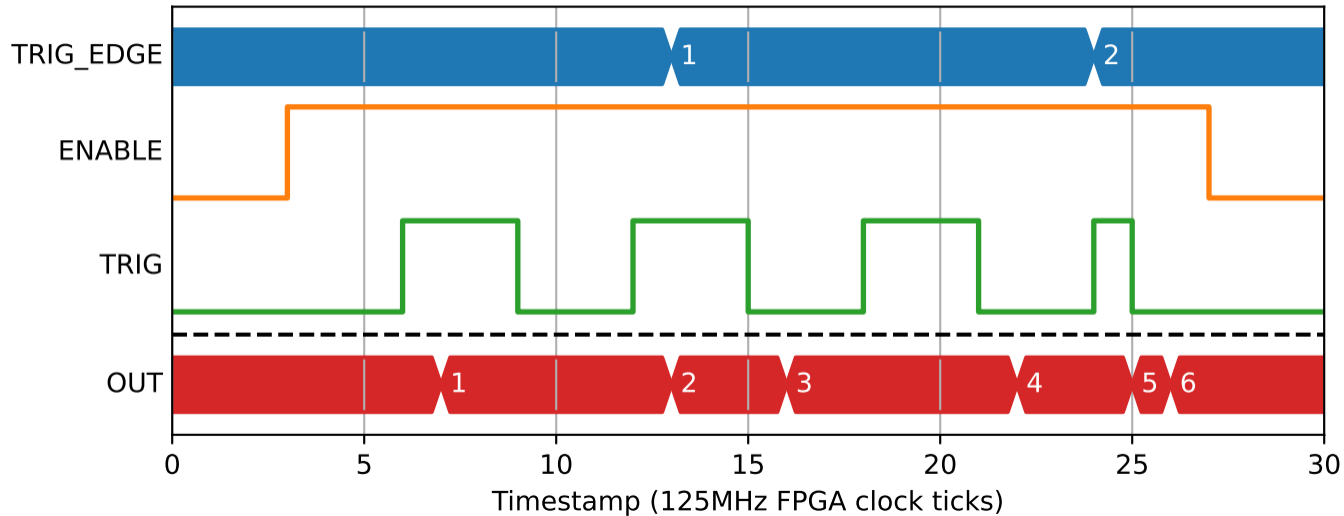 TRIG_EDGE 1 2
ENABLE
TRIG
OUT 1 2 3 4 5 6
0 5 10 15 20 25 30
Timestamp (125MHz FPGA clock ticks)